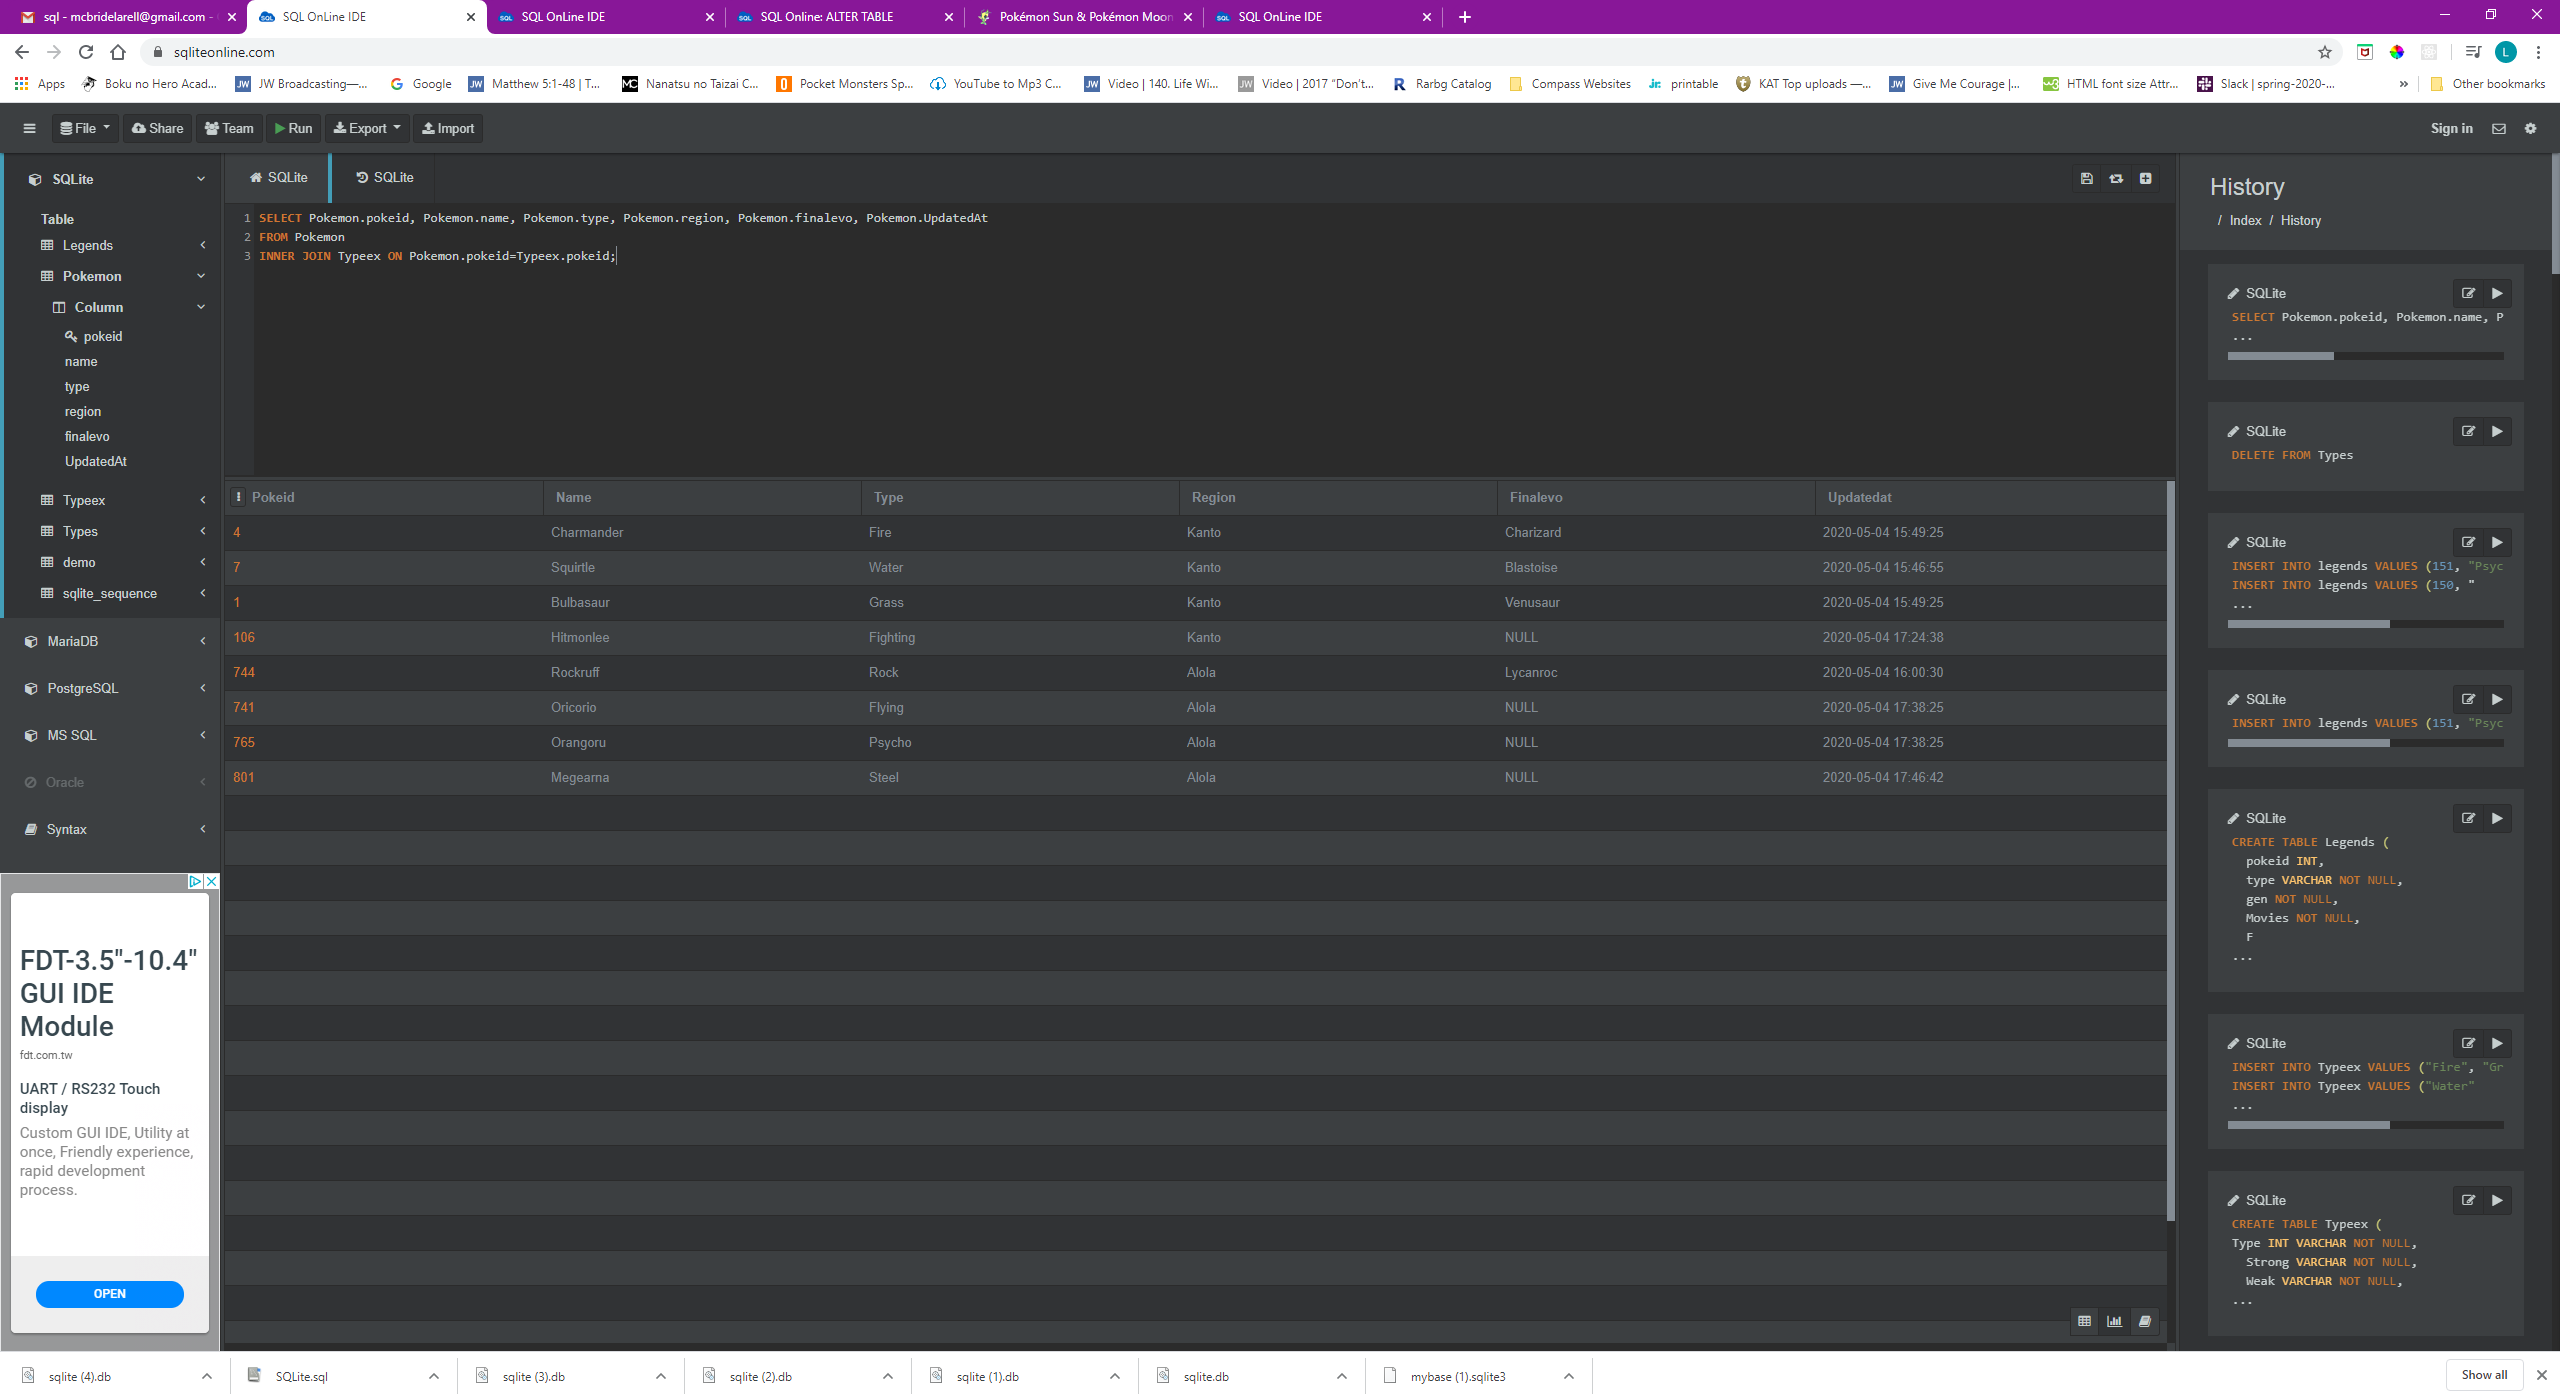 sql - mcbridelarell@gmail.com -
SQL OnLine IDE
SQL OnLine IDE
SQL Online: ALTER TABLE
Pokémon Sun & Pokémon Moon
SQL OnLine IDE
sqliteonline.com
L
Apps
Boku no Hero Acad...
JW Broadcasting—...
Google
Matthew 5:1-48 | T...
Nanatsu no Taizai C...
Pocket Monsters Sp...
YouTube to Mp3 C...
Video | 140. Life Wi...
Video | 2017 "Don't...
Rarbg Catalog
Compass Websites
printable
KAT Top uploads —...
Give Me Courage |...
HTML font size Attr...
Slack | spring-2020-...
Other bookmarks
File
Share
Team
Run
Export
Import
Sign in
SQLite
Table
Legends
Pokemon
Column
pokeid
name
type
region
finalevo
UpdatedAt
Typeex
Types
demo
sqlite_sequence
MariaDB
PostgreSQL
MS SQL
Oracle
Syntax
FDT-3.5"-10.4"
GUI IDE
Module
fdt.com.tw
UART / RS232 Touch
display
Custom GUI IDE, Utility at
once, Friendly experience,
rapid development
process.
OPEN
SQLite
SQLite
1 SELECT Pokemon.pokeid, Pokemon.name, Pokemon.type, Pokemon.region, Pokemon.finalevo, Pokemon.UpdatedAt
2 FROM Pokemon
3 INNER JOIN Typeex ON Pokemon.pokeid=Typeex.pokeid;
Pokeid Name Type Region Finalevo Updatedat
4 Charmander Fire Kanto Charizard 2020-05-04 15:49:25
7 Squirtle Water Kanto Blastoise 2020-05-04 15:46:55
1 Bulbasaur Grass Kanto Venusaur 2020-05-04 15:49:25
106 Hitmonlee Fighting Kanto NULL 2020-05-04 17:24:38
744 Rockruff Rock Alola Lycanroc 2020-05-04 16:00:30
741 Oricorio Flying Alola NULL 2020-05-04 17:38:25
765 Orangoru Psycho Alola NULL 2020-05-04 17:38:25
801 Megearna Steel Alola NULL 2020-05-04 17:46:42
History
/ Index / History
SQLite
SELECT Pokemon.pokeid, Pokemon.name, P
...
SQLite
DELETE FROM Types
SQLite
INSERT INTO legends VALUES (151, "Psyc
INSERT INTO legends VALUES (150, "
...
SQLite
INSERT INTO legends VALUES (151, "Psyc
SQLite
CREATE TABLE Legends (
pokeid INT,
type VARCHAR NOT NULL,
gen NOT NULL,
Movies NOT NULL,
F
...
SQLite
INSERT INTO Typeex VALUES ("Fire", "Gr
INSERT INTO Typeex VALUES ("Water"
...
SQLite
CREATE TABLE Typeex (
Type INT VARCHAR NOT NULL,
Strong VARCHAR NOT NULL,
Weak VARCHAR NOT NULL,
...
sqlite (4).db
SQLite.sql
sqlite (3).db
sqlite (2).db
sqlite (1).db
sqlite.db
mybase (1).sqlite3
Show all